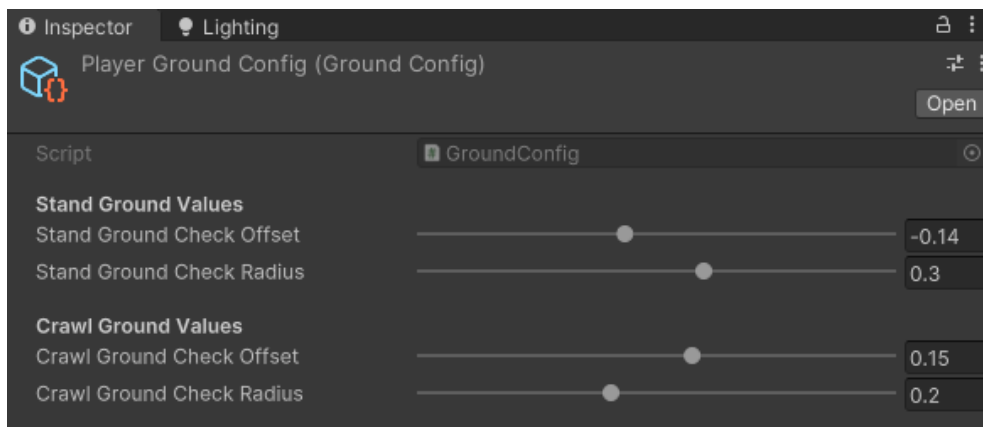 Inspector Lighting
Player Ground Config (Ground Config)
Open
Script GroundConfig
Stand Ground Values
Stand Ground Check Offset -0.14
Stand Ground Check Radius 0.3
Crawl Ground Values
Crawl Ground Check Offset 0.15
Crawl Ground Check Radius 0.2